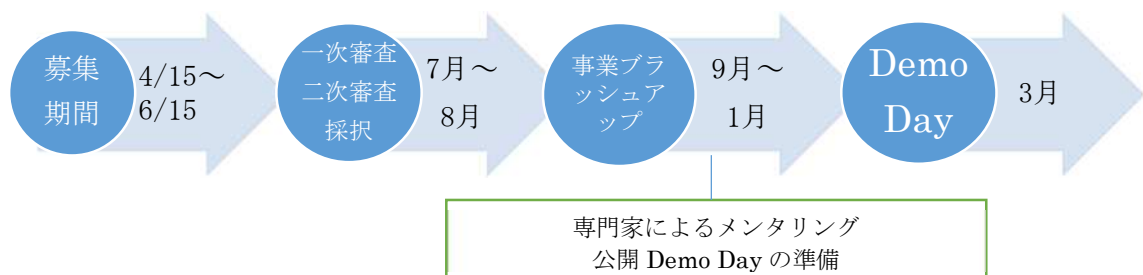 募集
期間
4/15～
6/15
一次審査
二次審査
採択
7月～
8月
事業ブラ
ッシュア
ップ
9月～
1月
Demo
Day
3月
専門家によるメンタリング
公開 Demo Day の準備